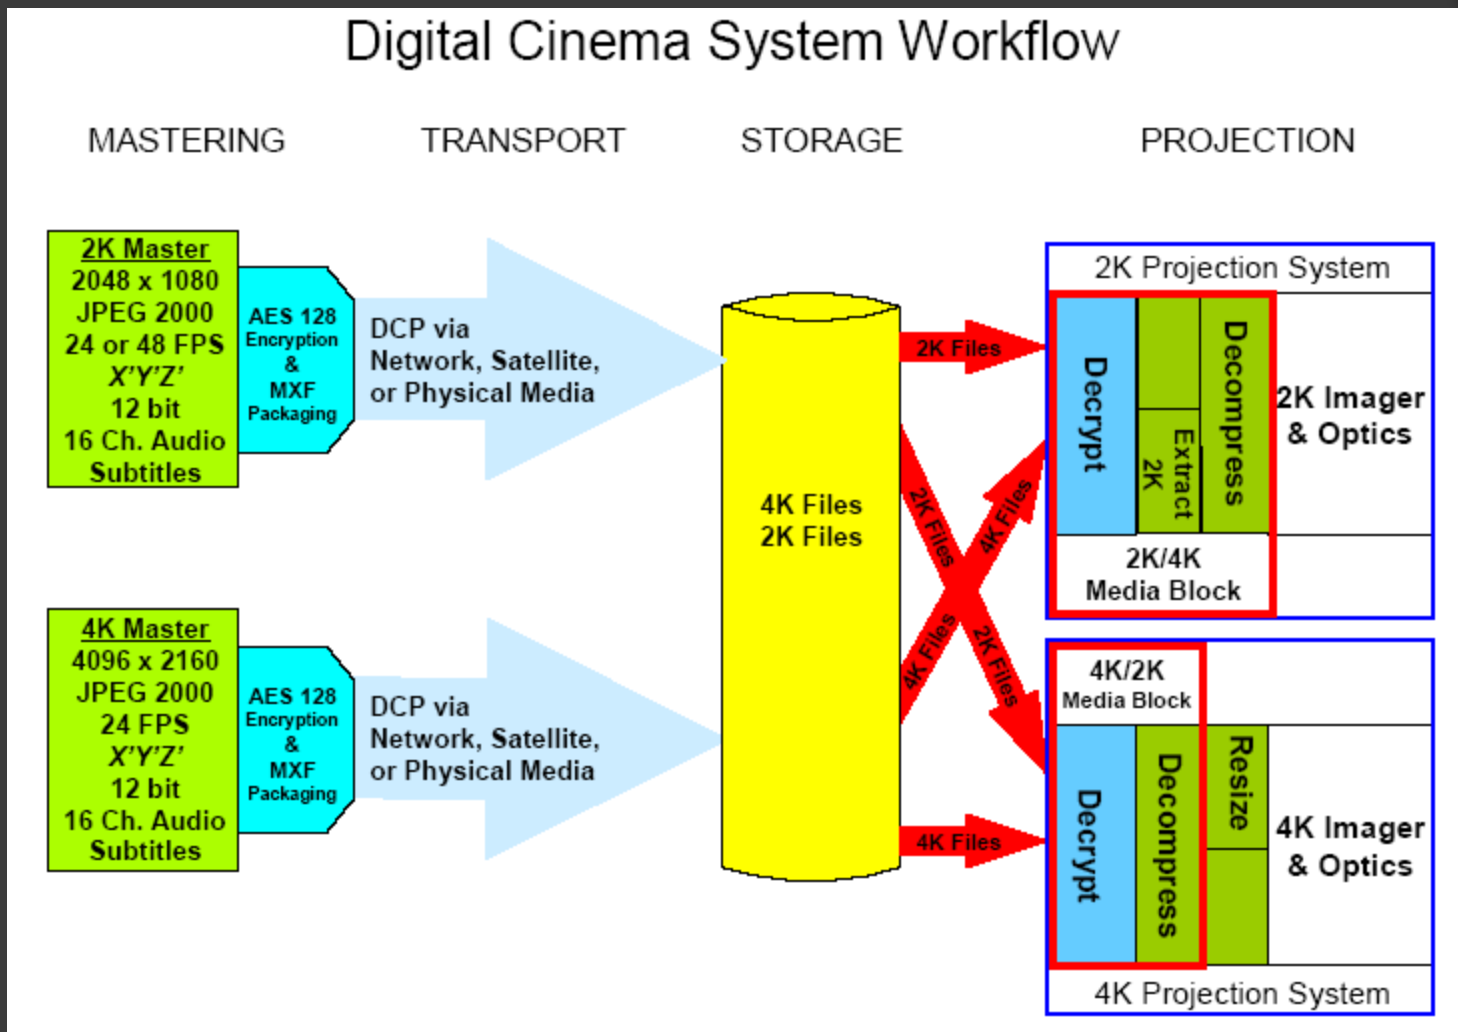 Digital Cinema System Workflow
MASTERING
TRANSPORT
STORAGE
PROJECTION
2K Master
2048 x 1080
JPEG 2000
24 or 48 FPS
X'Y'Z'
12 bit
16 Ch. Audio
Subtitles
AES 128
Encryption
&
MXF
Packaging
DCP via
Network, Satellite,
or Physical Media
4K Master
4096 x 2160
JPEG 2000
24 FPS
X'Y'Z'
12 bit
16 Ch. Audio
Subtitles
AES 128
Encryption
&
MXF
Packaging
DCP via
Network, Satellite,
or Physical Media
4K Files
2K Files
2K Files
2K Files
4K Files
4K Files
2K Files
4K Files
2K Projection System
Decrypt
Extract
2K
Decompress
2K Imager
& Optics
2K/4K
Media Block
4K/2K
Media Block
Decrypt
Decompress
Resize
4K Imager
& Optics
4K Projection System